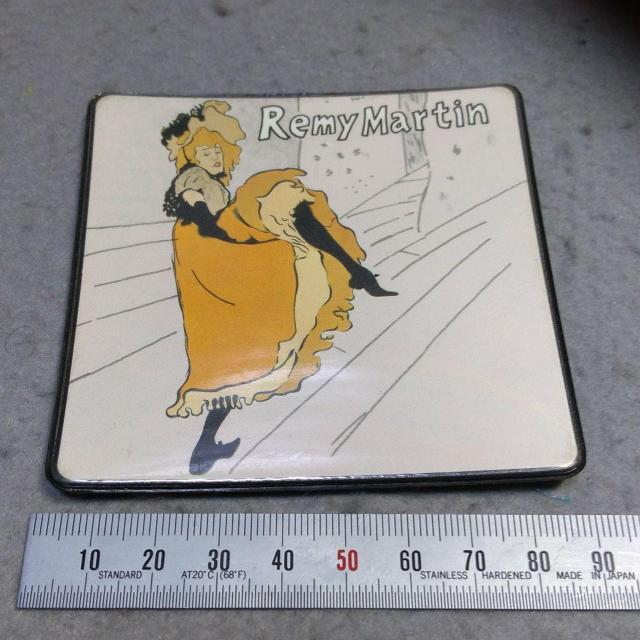 Remy Martin
10 20 30 40 50 60 70 80 90
STANDARD AT20°C (68°F) STAINLESS HARDENED MADE IN JAPAN